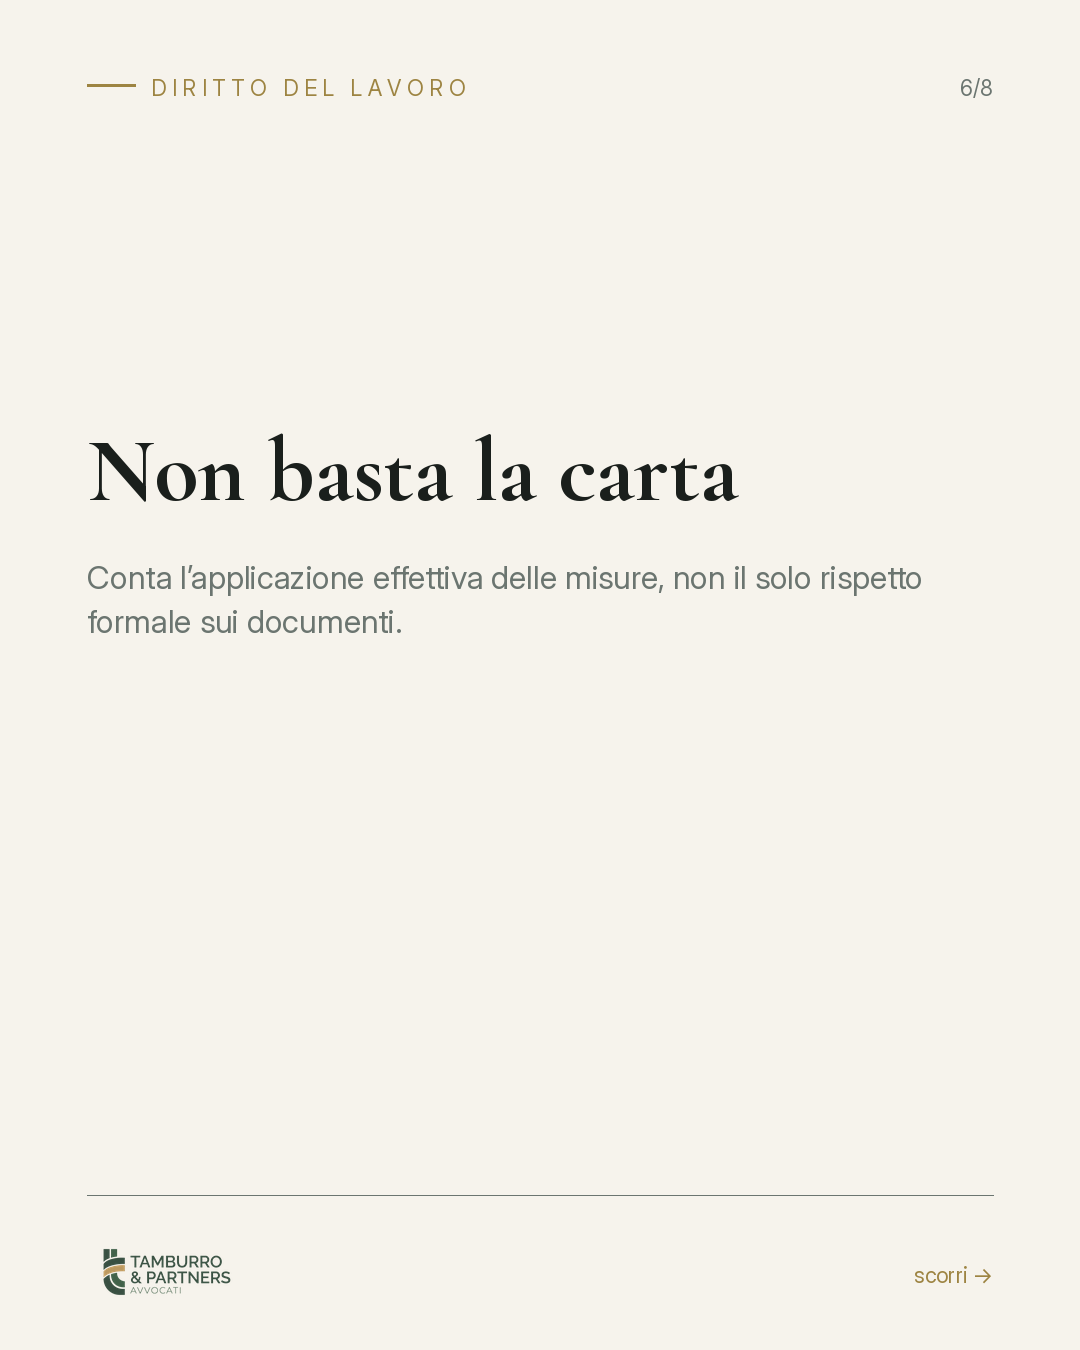 DIRITTO DEL LAVORO
6/8
Non basta la carta
Conta l’applicazione effettiva delle misure, non il solo rispetto
formale sui documenti.
TAMBURRO
& PARTNERS
AVVOCATI
scorri →